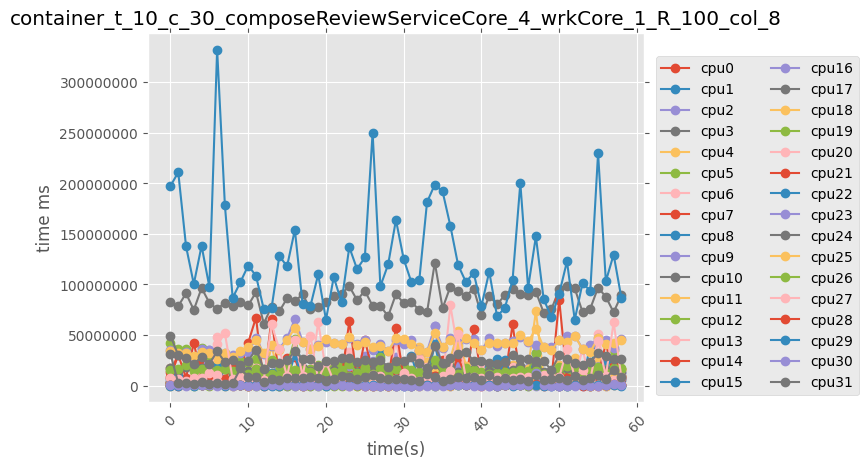 container_t_10_c_30_composeReviewServiceCore_4_wrkCore_1_R_100_col_8
time ms
300000000
250000000
200000000
150000000
100000000
50000000
0
0
10
20
30
40
50
60
time(s)
cpu0
cpu1
cpu2
cpu3
cpu4
cpu5
cpu6
cpu7
cpu8
cpu9
cpu10
cpu11
cpu12
cpu13
cpu14
cpu15
cpu16
cpu17
cpu18
cpu19
cpu20
cpu21
cpu22
cpu23
cpu24
cpu25
cpu26
cpu27
cpu28
cpu29
cpu30
cpu31